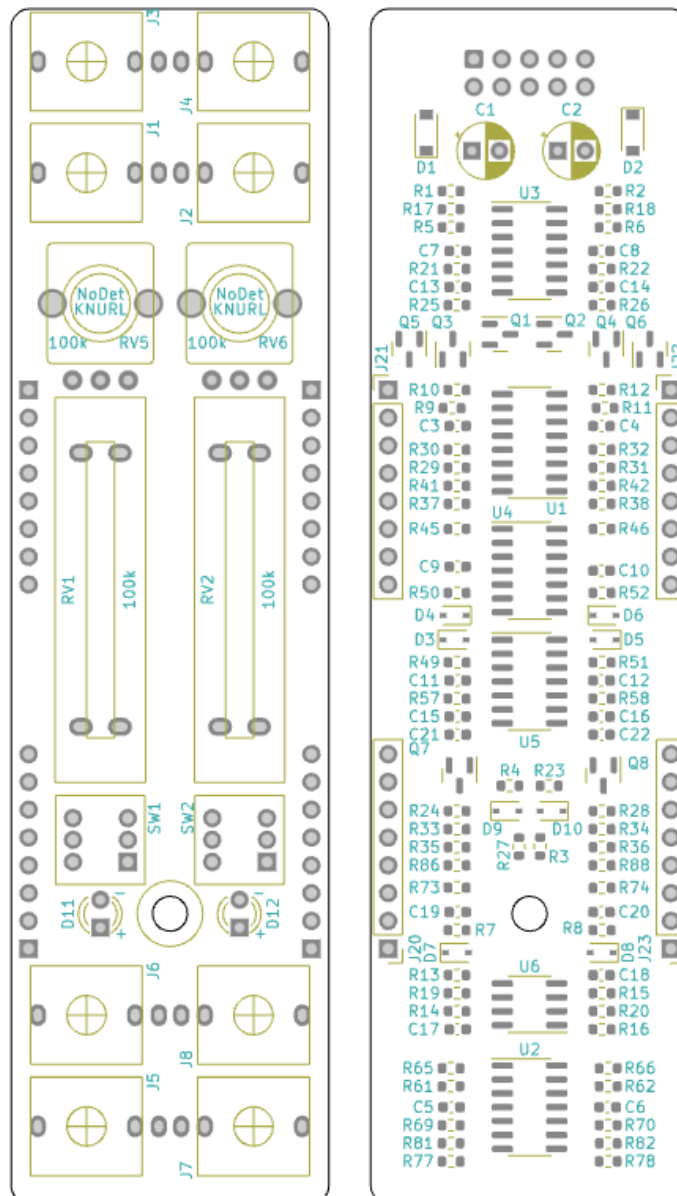 J3
J4
J1
J2
NoDet
KNURL
100k RV5
NoDet
KNURL
100k RV6
RV1
100k
RV2
100k
SW1
SW2
D11
-
+
D12
-
+
J6
J8
J5
J7
C1 C2
+ +
D1 D2
R1 U3 R2
R17 R18
R5 R6
C7 C8
R21 R22
C13 C14
R25 R26
Q5 Q3 Q1 Q2 Q4 Q6
J21
R10 R12
R9 R11
C3 C4
R30 R32
R29 R31
R41 R42
R37 R38
U4 U1
R45 R46
C9 C10
R50 R52
D4 D6
D3 D5
R49 R51
C11 C12
R57 R58
C15 C16
C21 C22
U5
Q7 Q8
R4 R23
R24 R28
D9 D10
R33 R34
R35 R36
R27 R3
R86 R88
R73 R74
C19 C20
R7 R8
J20 D7 D8 J23
R13 U6 C18
R19 R15
R14 R20
C17 R16
U2
R65 R66
R61 R62
C5 C6
R69 R70
R81 R82
R77 R78